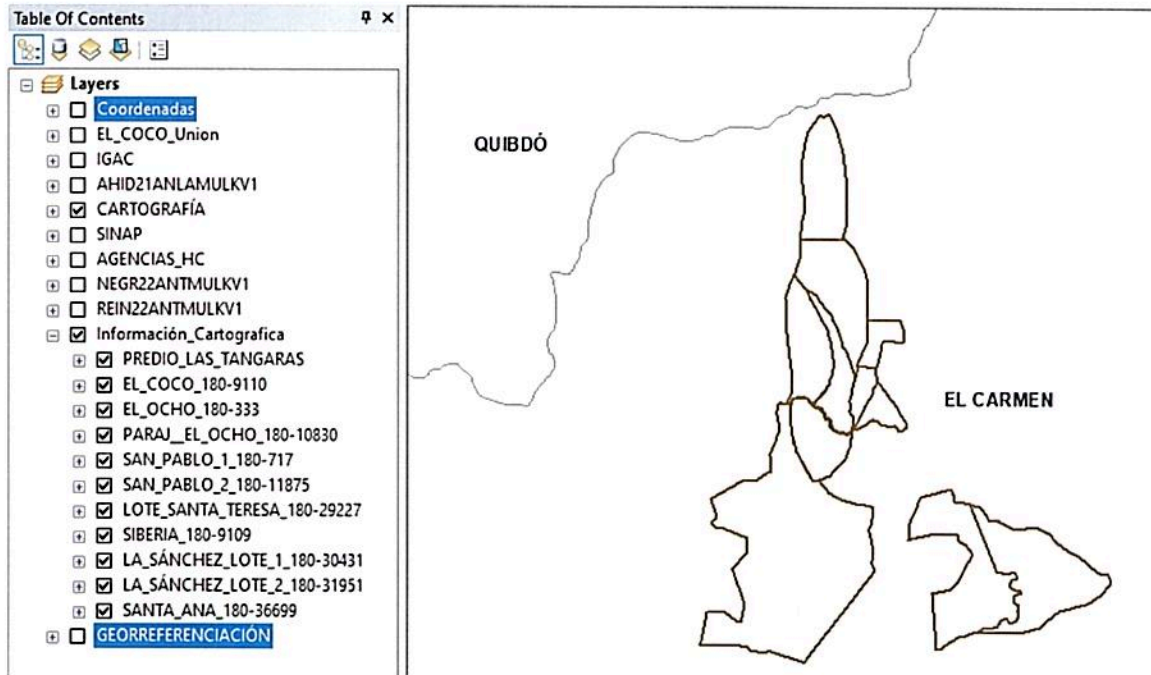 Table Of Contents
Layers
Coordenadas
EL_COCO_Union
IGAC
AHID21ANLAMULKV1
CARTOGRAFÍA
SINAP
AGENCIAS_HC
NEGR22ANTMULKV1
REIN22ANTMULKV1
Información_Cartografica
PREDIO_LAS_TANGARAS
EL_COCO_180-9110
EL_OCHO_180-333
PARAJ__EL_OCHO_180-10830
SAN_PABLO_1_180-717
SAN_PABLO_2_180-11875
LOTE_SANTA_TERESA_180-29227
SIBERIA_180-9109
LA_SÁNCHEZ_LOTE_1_180-30431
LA_SÁNCHEZ_LOTE_2_180-31951
SANTA_ANA_180-36699
GEORREFERENCIACIÓN
QUIBDÓ
EL CARMEN